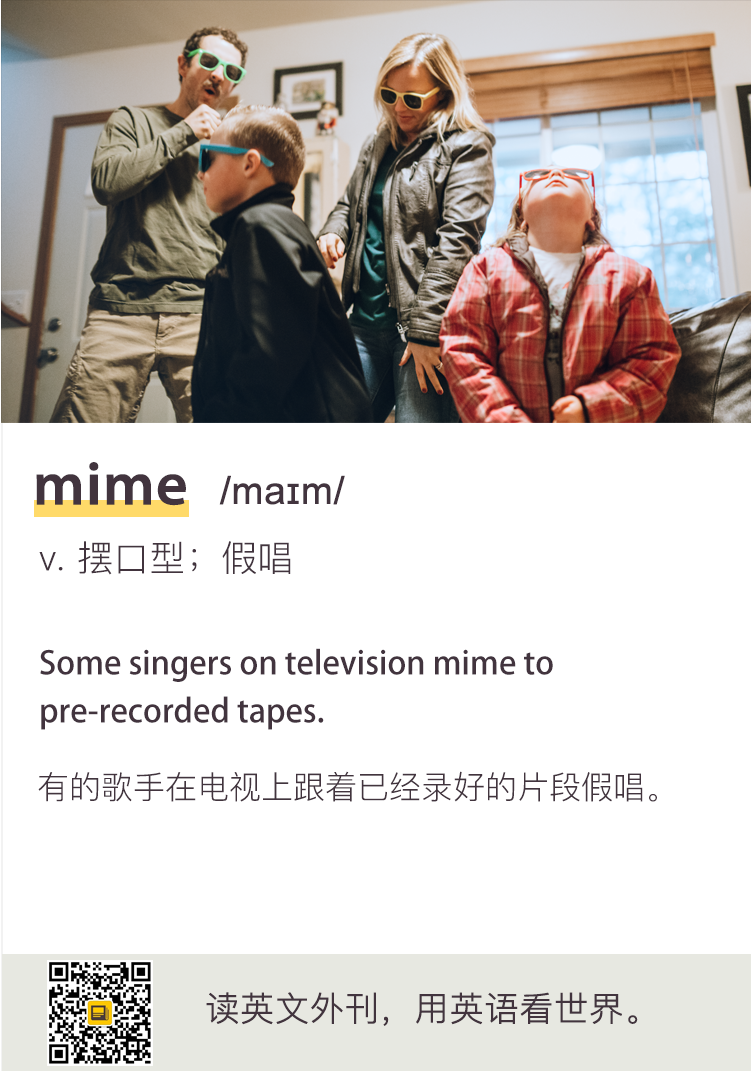 mime /maɪm/
v. 摆口型；假唱
Some singers on television mime to
pre-recorded tapes.
有的歌手在电视上跟着已经录好的片段假唱。
读英文外刊，用英语看世界。